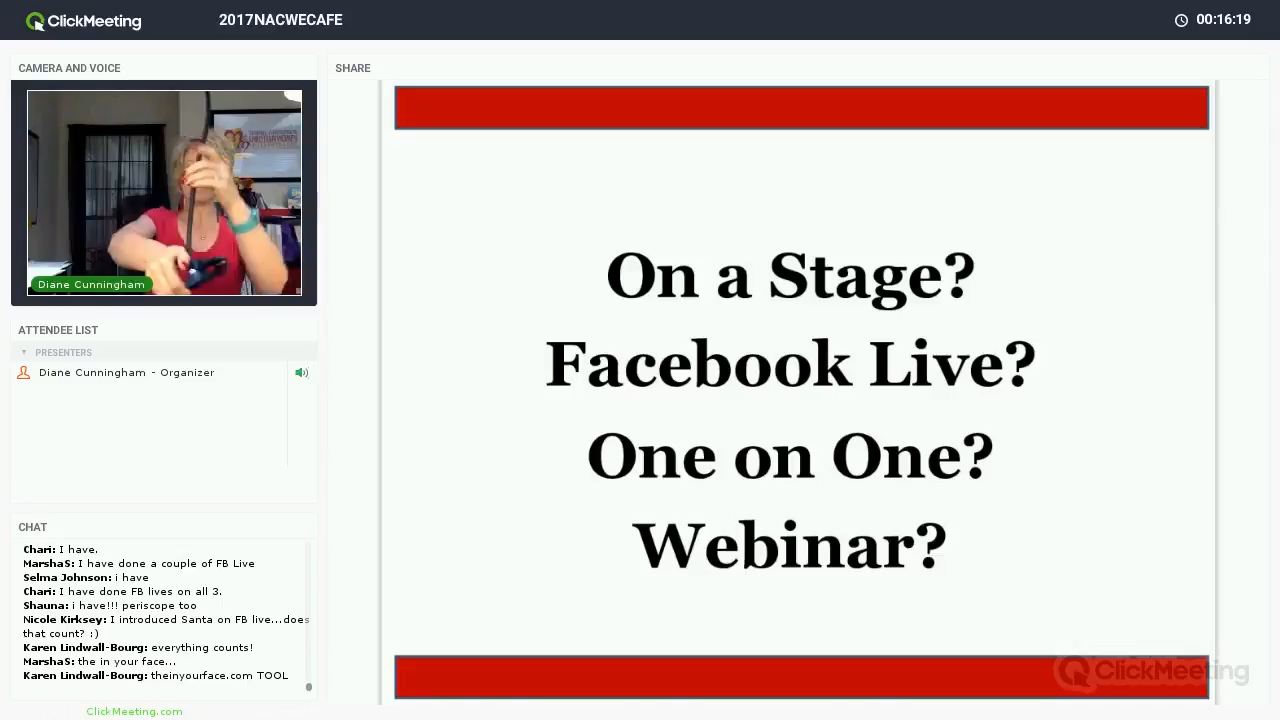 ClickMeeting
2017NACWECAFE
00:16:19
CAMERA AND VOICE
SHARE
Diane Cunningham
ATTENDEE LIST
PRESENTERS
Diane Cunningham - Organizer
On a Stage?
Facebook Live?
One on One?
Webinar?
CHAT
Chari: I have.
MarshaS: I have done a couple of FB Live
Selma Johnson: i have
Chari: I have done FB lives on all 3.
Shauna: i have!!! periscope too
Nicole Kirksey: I introduced Santa on FB live...does
that count? :)
Karen Lindwall-Bourg: everything counts!
MarshaS: the in your face...
Karen Lindwall-Bourg: theinyourface.com TOOL
ClickMeeting
ClickMeeting.com